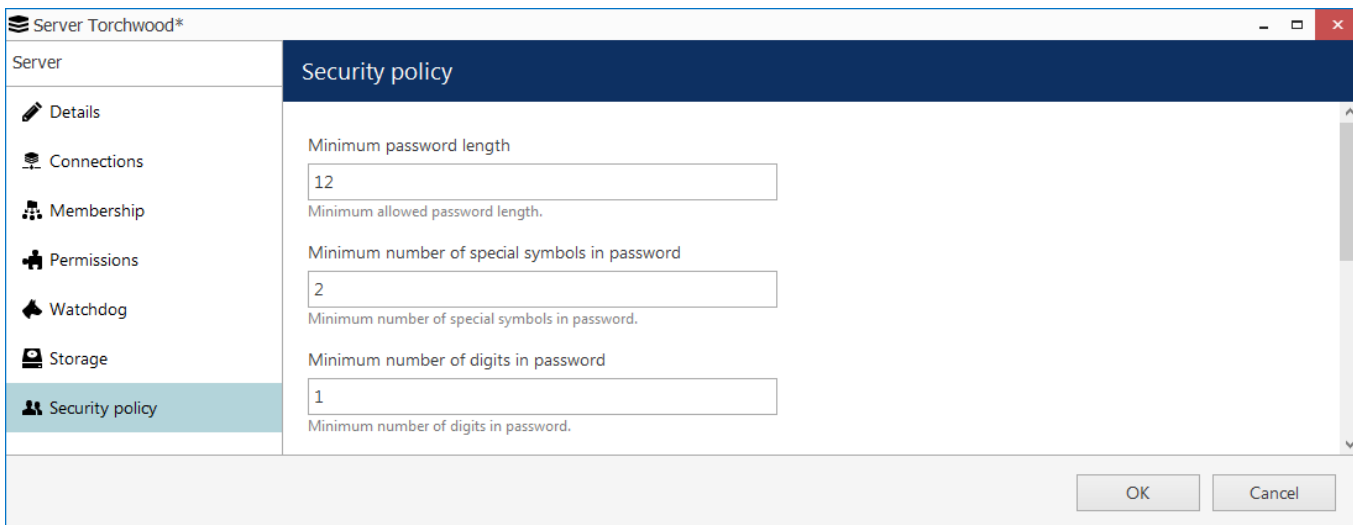 Server Torchwood*
Server
Details
Connections
Membership
Permissions
Watchdog
Storage
Security policy
Security policy
Minimum password length
12
Minimum allowed password length.
Minimum number of special symbols in password
2
Minimum number of special symbols in password.
Minimum number of digits in password
1
Minimum number of digits in password.
OK
Cancel